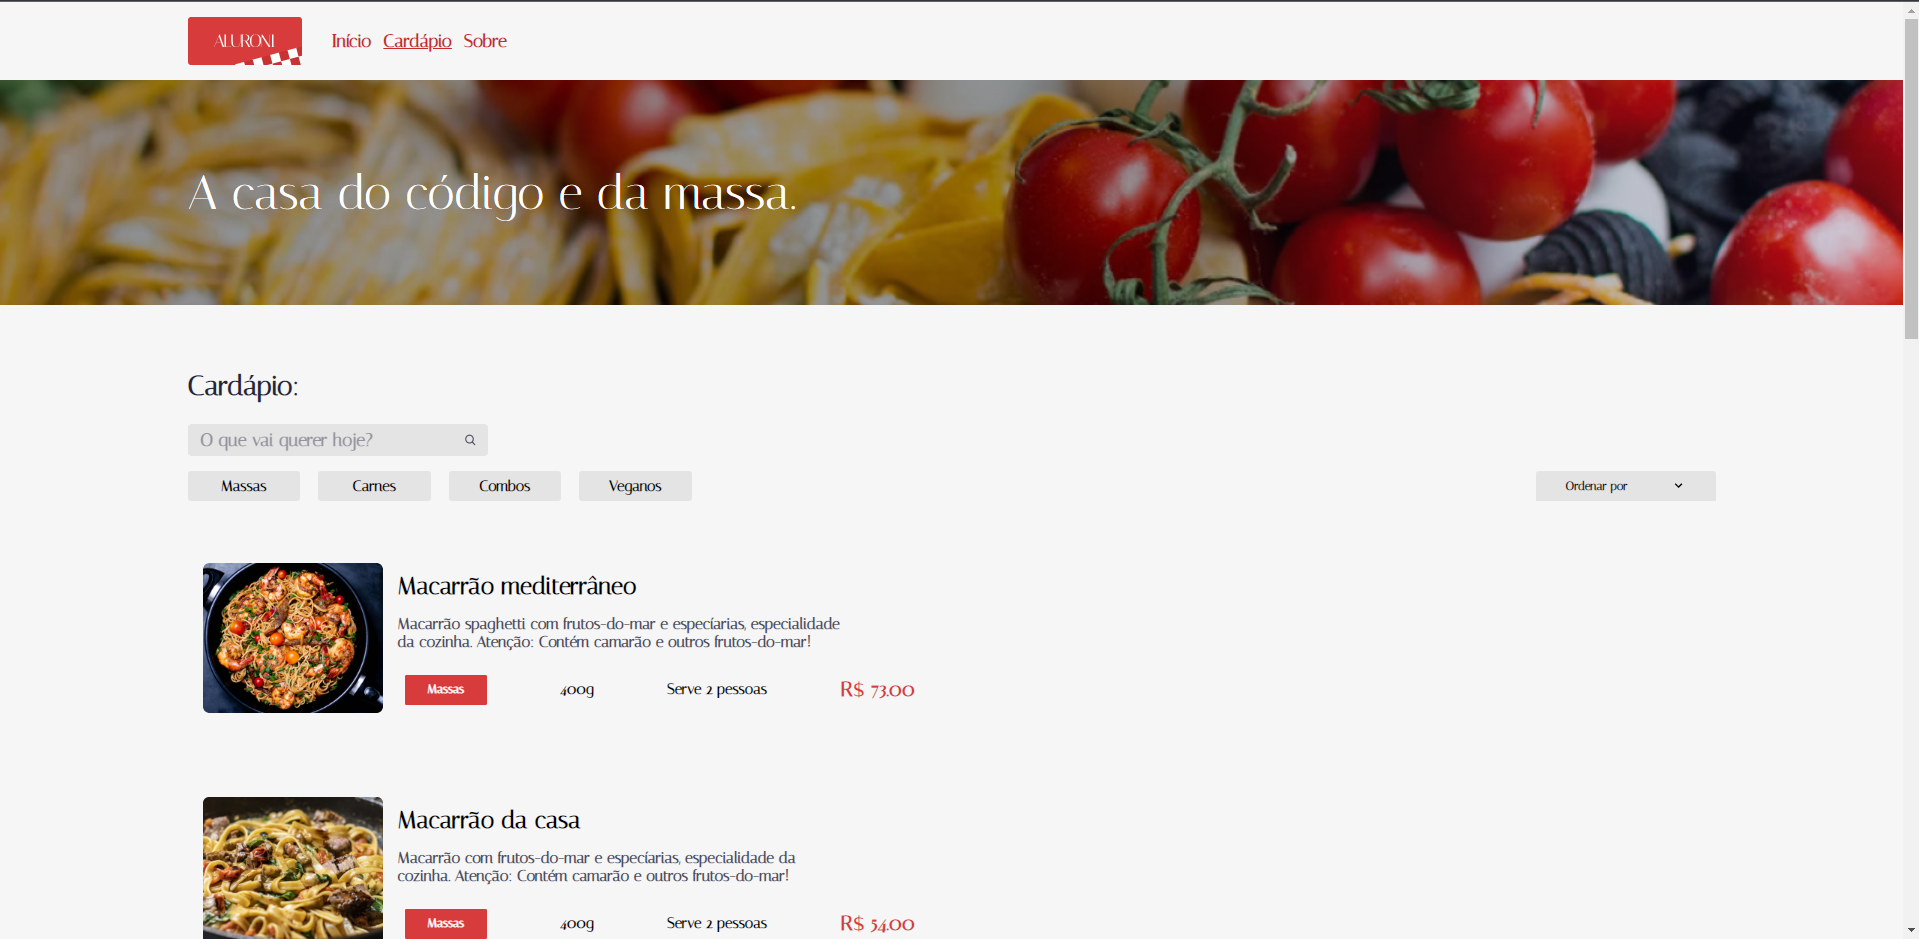 ALURONI
Início Cardápio Sobre
A casa do código e da massa.
Cardápio:
O que vai querer hoje?
Massas Carnes Combos Veganos Ordenar por
Macarrão mediterrâneo
Macarrão spaghetti com frutos-do-mar e especíarias, especialidade
da cozinha. Atenção: Contém camarão e outros frutos-do-mar!
Massas 400g Serve 2 pessoas R$ 73.00
Macarrão da casa
Macarrão com frutos-do-mar e especíarias, especialidade da
cozinha. Atenção: Contém camarão e outros frutos-do-mar!
Massas 400g Serve 2 pessoas R$ 54.00